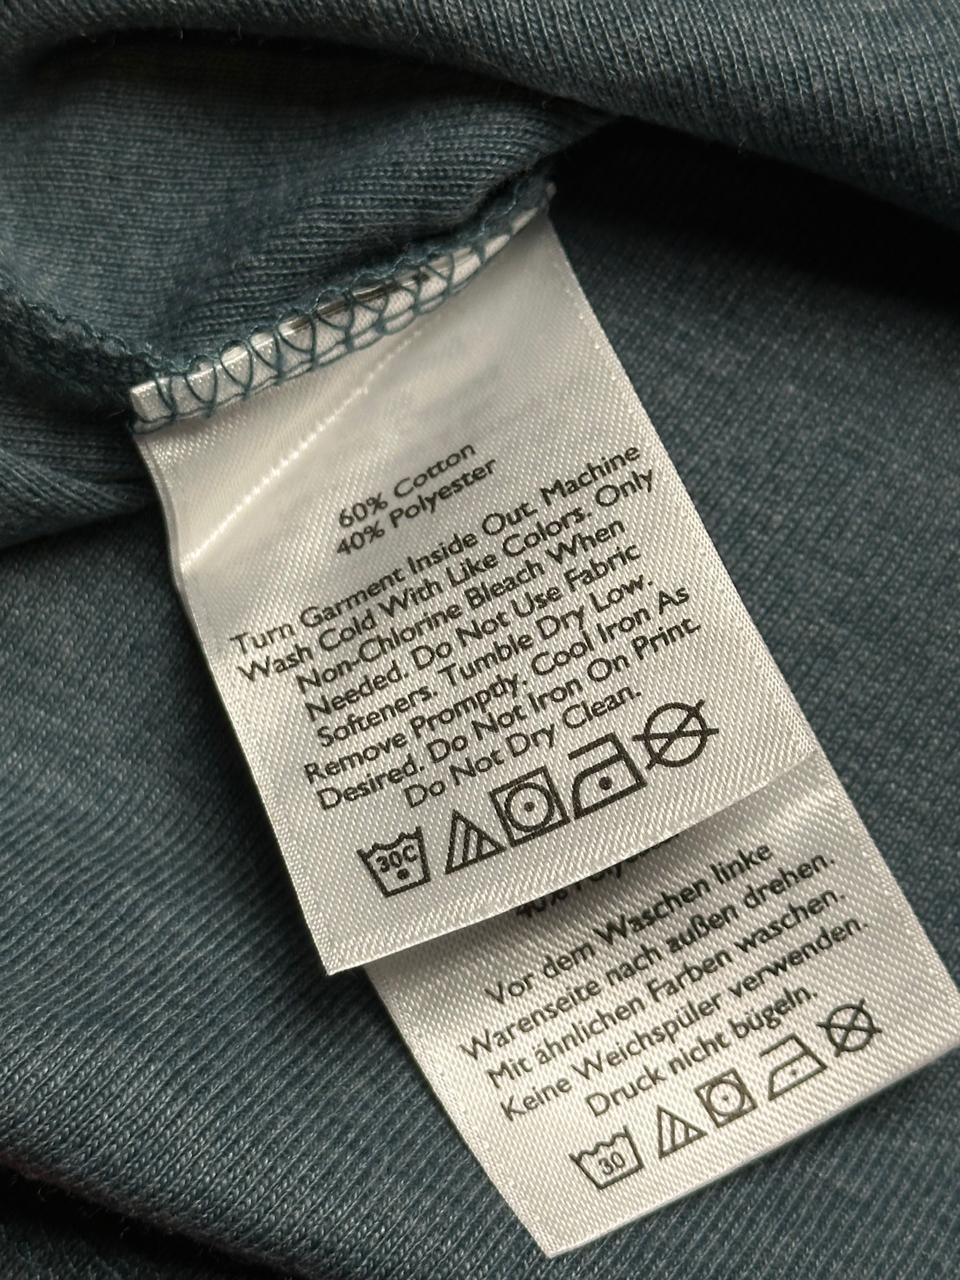 60% Cotton
40% Polyester
Turn Garment Inside Out. Machine
Wash Cold With Like Colors. Only
Non-Chlorine Bleach When
Needed. Do Not Use Fabric
Softeners. Tumble Dry Low.
Remove Promptly. Cool Iron As
Desired. Do Not Iron On Print.
Do Not Dry Clean.
30C
40% Poly
Vor dem Waschen linke
Warenseite nach außen drehen.
Mit ähnlichen Farben waschen.
Keine Weichspüler verwenden.
Druck nicht bügeln.
30